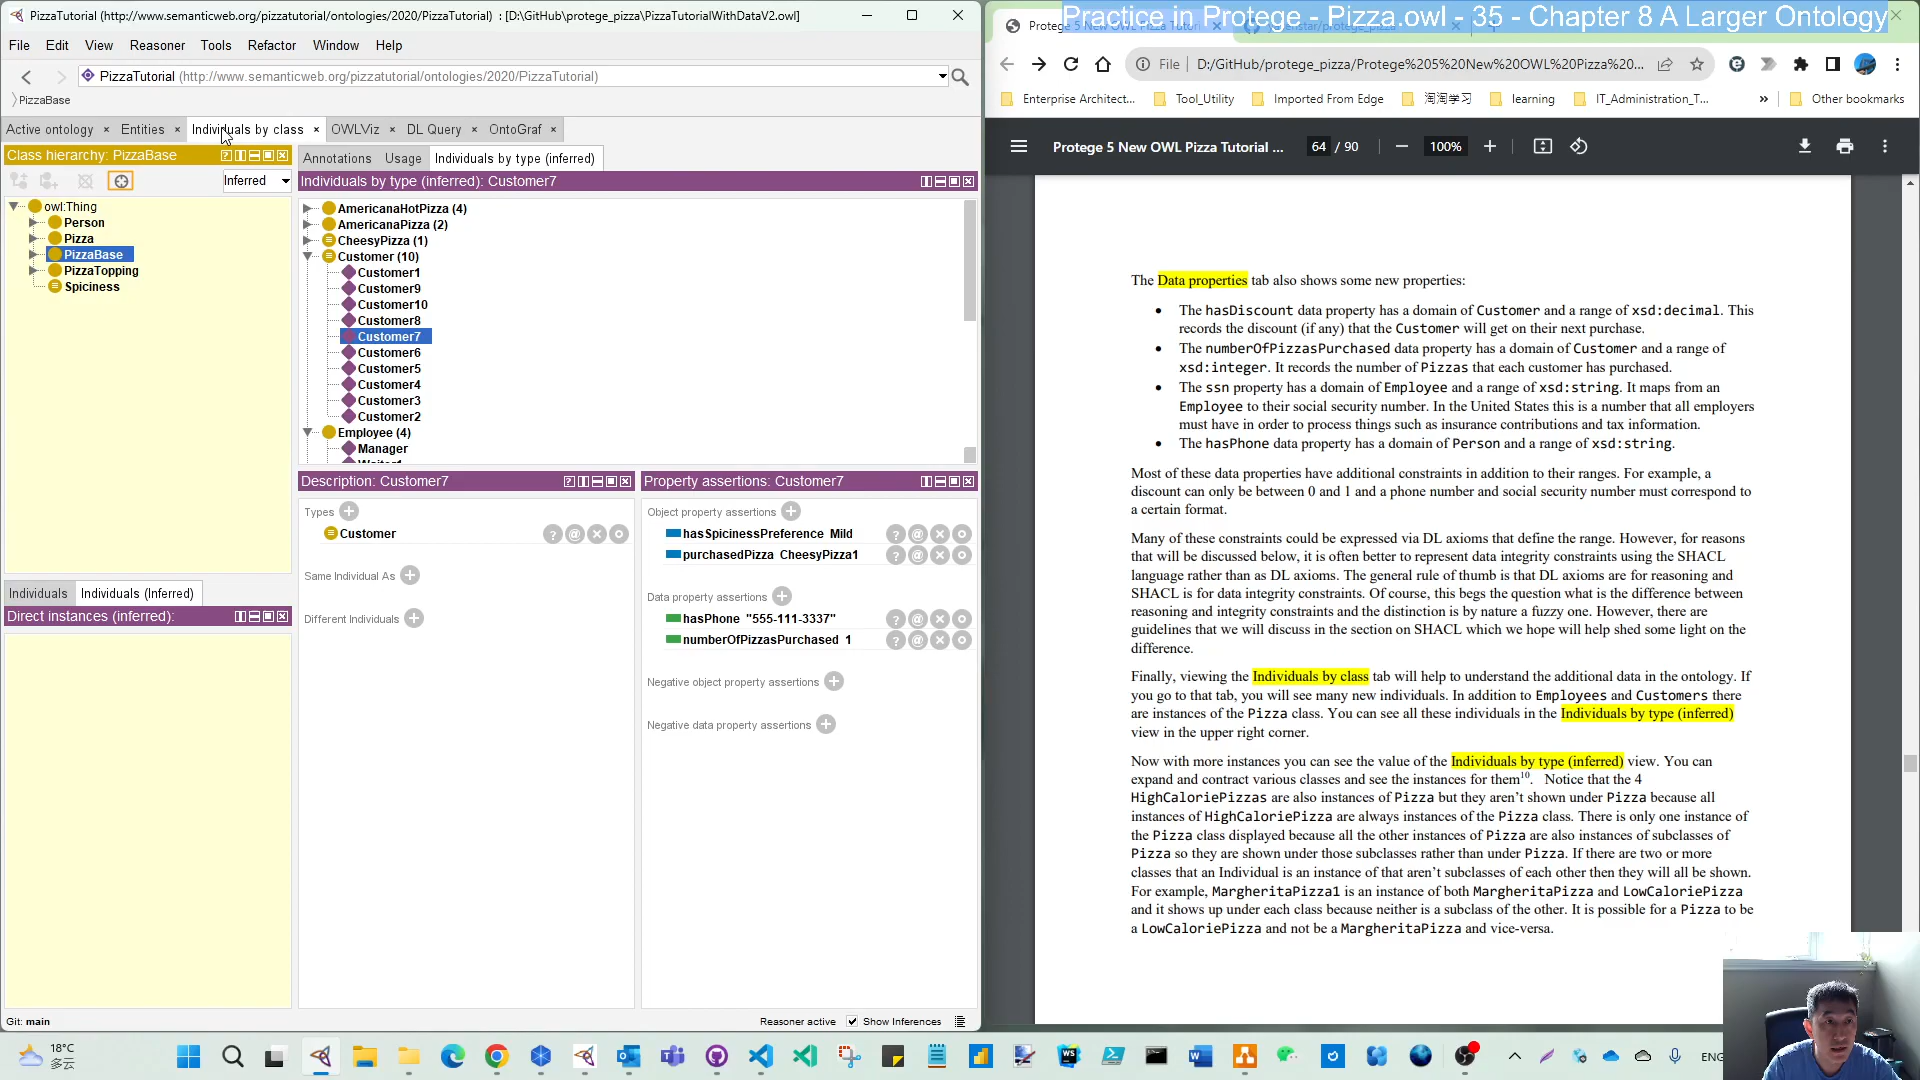 PizzaTutorial (http://www.semanticweb.org/pizzatutorial/ontologies/2020/PizzaTutorial)  : [D:\GitHub\protege_pizza\PizzaTutorialWithDataV2.owl]
File Edit View Reasoner Tools Refactor Window Help
PizzaTutorial (http://www.semanticweb.org/pizzatutorial/ontologies/2020/PizzaTutorial)
PizzaBase
Active ontology × Entities × Individuals by class × OWLViz × DL Query × OntoGraf ×
Class hierarchy: PizzaBase
Inferred
owl:Thing
Person
Pizza
PizzaBase
PizzaTopping
Spiciness
Individuals Individuals (Inferred)
Direct instances (inferred):
Annotations Usage Individuals by type (inferred)
Individuals by type (inferred): Customer7
AmericanaHotPizza (4)
AmericanaPizza (2)
CheesyPizza (1)
Customer (10)
Customer1
Customer9
Customer10
Customer8
Customer7
Customer6
Customer5
Customer4
Customer3
Customer2
Employee (4)
Manager
Waiter1
Description: Customer7
Types
Customer
Same Individual As
Different Individuals
Property assertions: Customer7
Object property assertions
hasSpicinessPreference Mild
purchasedPizza CheesyPizza1
Data property assertions
hasPhone "555-111-3337"
numberOfPizzasPurchased 1
Negative object property assertions
Negative data property assertions
Git: main
Reasoner active Show Inferences
Practice in Protege - Pizza.owl - 35 - Chapter 8 A Larger Ontology
File D:/GitHub/protege_pizza/Protege%205%20New%20OWL%20Pizza%20...
Enterprise Architect... Tool_Utility Imported From Edge 淘淘学习 learning IT_Administration_T... » Other bookmarks
Protege 5 New OWL Pizza Tutorial ... 64 / 90 100%
The Data properties tab also shows some new properties:
• The hasDiscount data property has a domain of Customer and a range of xsd:decimal. This
records the discount (if any) that the Customer will get on their next purchase.
• The numberOfPizzasPurchased data property has a domain of Customer and a range of
xsd:integer. It records the number of Pizzas that each customer has purchased.
• The ssn property has a domain of Employee and a range of xsd:string. It maps from an
Employee to their social security number. In the United States this is a number that all employers
must have in order to process things such as insurance contributions and tax information.
• The hasPhone data property has a domain of Person and a range of xsd:string.
Most of these data properties have additional constraints in addition to their ranges. For example, a
discount can only be between 0 and 1 and a phone number and social security number must correspond to
a certain format.
Many of these constraints could be expressed via DL axioms that define the range. However, for reasons
that will be discussed below, it is often better to represent data integrity constraints using the SHACL
language rather than as DL axioms. The general rule of thumb is that DL axioms are for reasoning and
SHACL is for data integrity constraints. Of course, this begs the question what is the difference between
reasoning and integrity constraints and the distinction is by nature a fuzzy one. However, there are
guidelines that we will discuss in the section on SHACL which we hope will help shed some light on the
difference.
Finally, viewing the Individuals by class tab will help to understand the additional data in the ontology. If
you go to that tab, you will see many new individuals. In addition to Employees and Customers there
are instances of the Pizza class. You can see all these individuals in the Individuals by type (inferred)
view in the upper right corner.
Now with more instances you can see the value of the Individuals by type (inferred) view. You can
expand and contract various classes and see the instances for them10. Notice that the 4
HighCaloriePizzas are also instances of Pizza but they aren't shown under Pizza because all
instances of HighCaloriePizza are always instances of the Pizza class. There is only one instance of
the Pizza class displayed because all the other instances of Pizza are also instances of subclasses of
Pizza so they are shown under those subclasses rather than under Pizza. If there are two or more
classes that an Individual is an instance of that aren't subclasses of each other then they will all be shown.
For example, MargheritaPizza1 is an instance of both MargheritaPizza and LowCaloriePizza
and it shows up under each class because neither is a subclass of the other. It is possible for a Pizza to be
a LowCaloriePizza and not be a MargheritaPizza and vice-versa.
18°C
多云
ENG